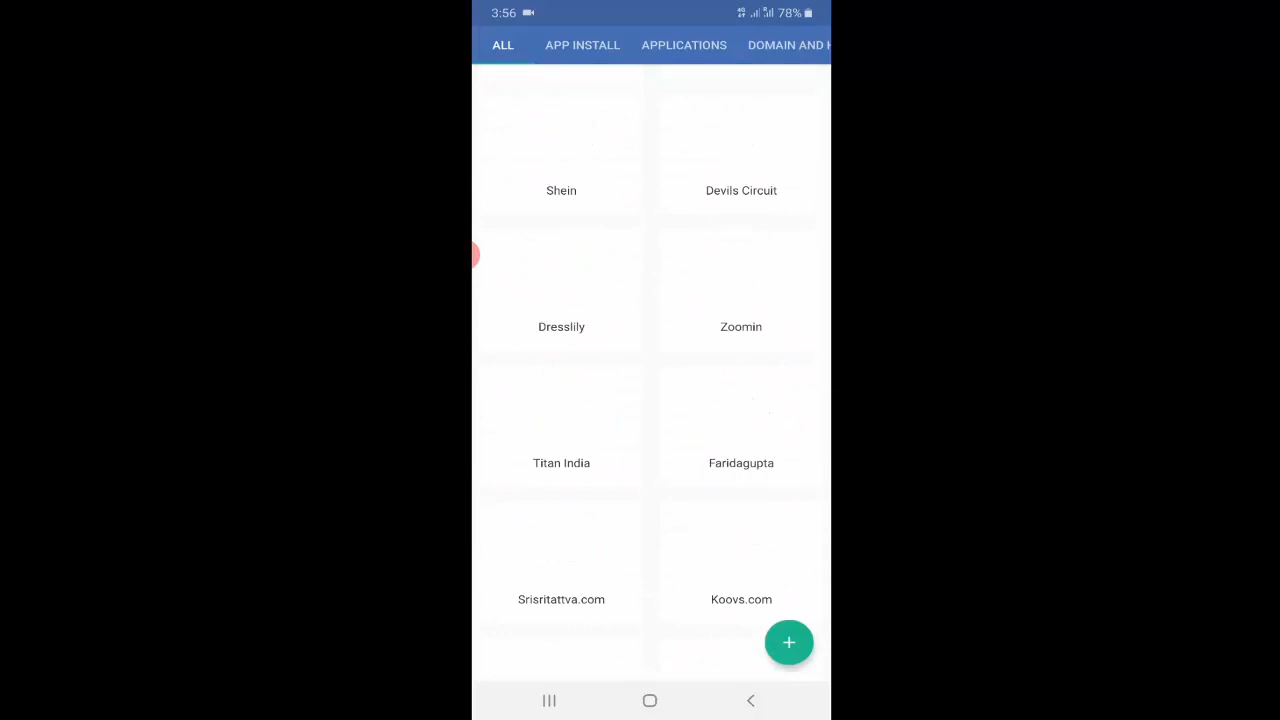 3:56 4G 78%
ALL APP INSTALL APPLICATIONS DOMAIN AND H
Shein Devils Circuit
Dresslily Zoomin
Titan India Faridagupta
Srisritattva.com Koovs.com
+